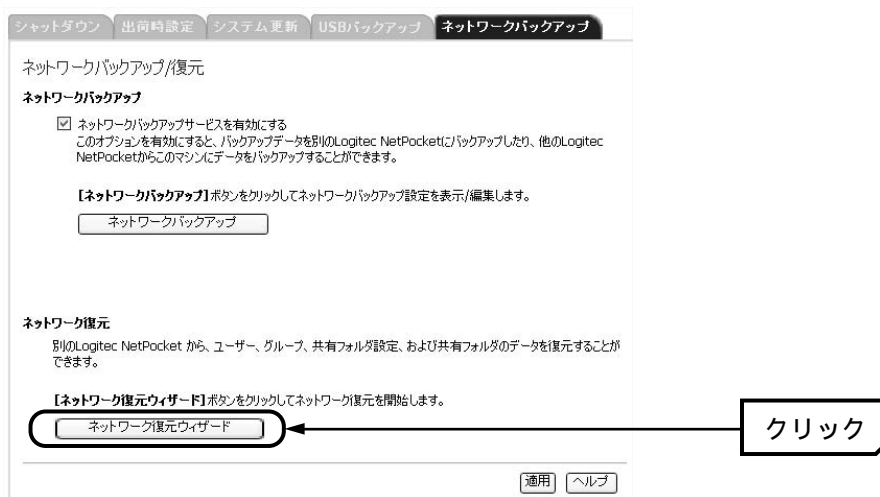 シャットダウン 出荷時設定 システム更新 USBバックアップ ネットワークバックアップ
ネットワークバックアップ/復元
ネットワークバックアップ
ネットワークバックアップサービスを有効にする
このオプションを有効にすると、バックアップデータを別のLogitec NetPocketにバックアップしたり、他のLogitec
NetPocketからこのマシンにデータをバックアップすることができます。
【ネットワークバックアップ】ボタンをクリックしてネットワークバックアップ設定を表示/編集します。
ネットワークバックアップ
ネットワーク復元
別のLogitec NetPocket から、ユーザー、グループ、共有フォルダ設定、および共有フォルダのデータを復元することが
できます。
【ネットワーク復元ウィザード】ボタンをクリックしてネットワーク復元を開始します。
ネットワーク復元ウィザード
クリック
適用 ヘルプ